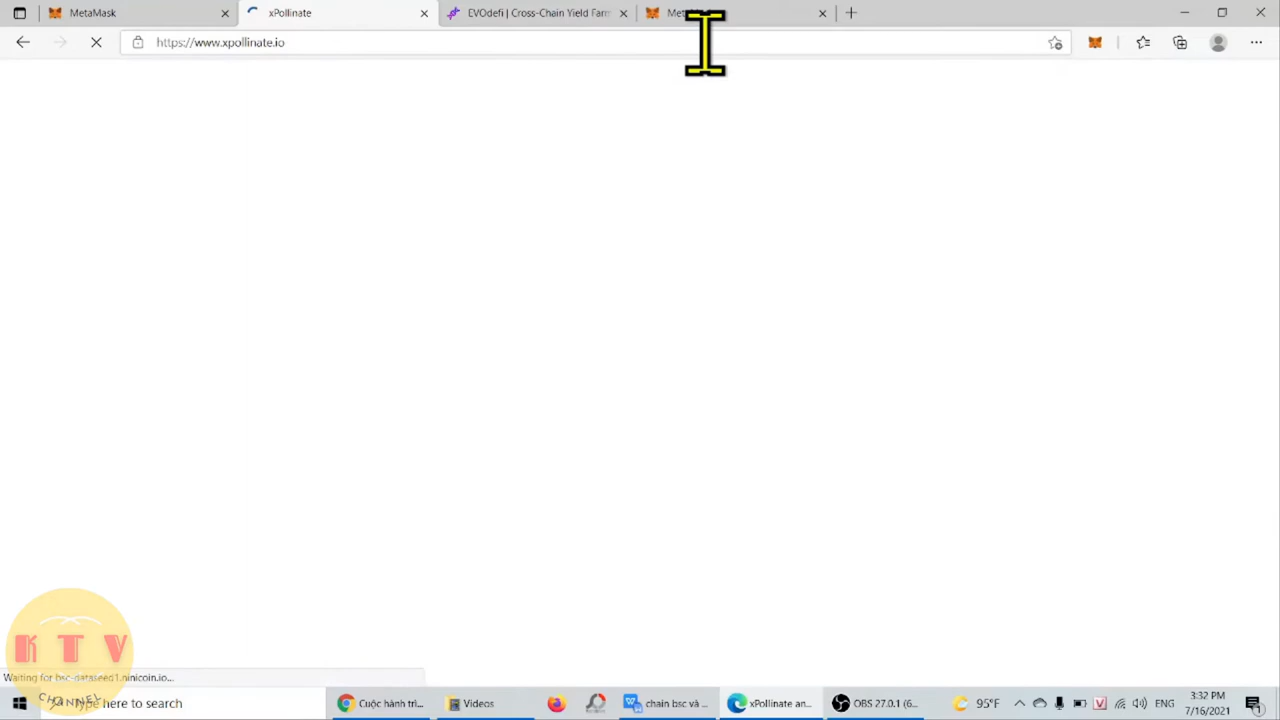 MetaMask
xPollinate
EVOdefi | Cross-Chain Yield Farm
https://www.xpollinate.io
K T V
CHANNEL
Waiting for bsc-dataseed1.ninicoin.io...
Type here to search
Cuộc hành trì...
Videos
chain bsc và ...
xPollinate an...
OBS 27.0.1 (6...
95°F
V
ENG
3:32 PM
7/16/2021